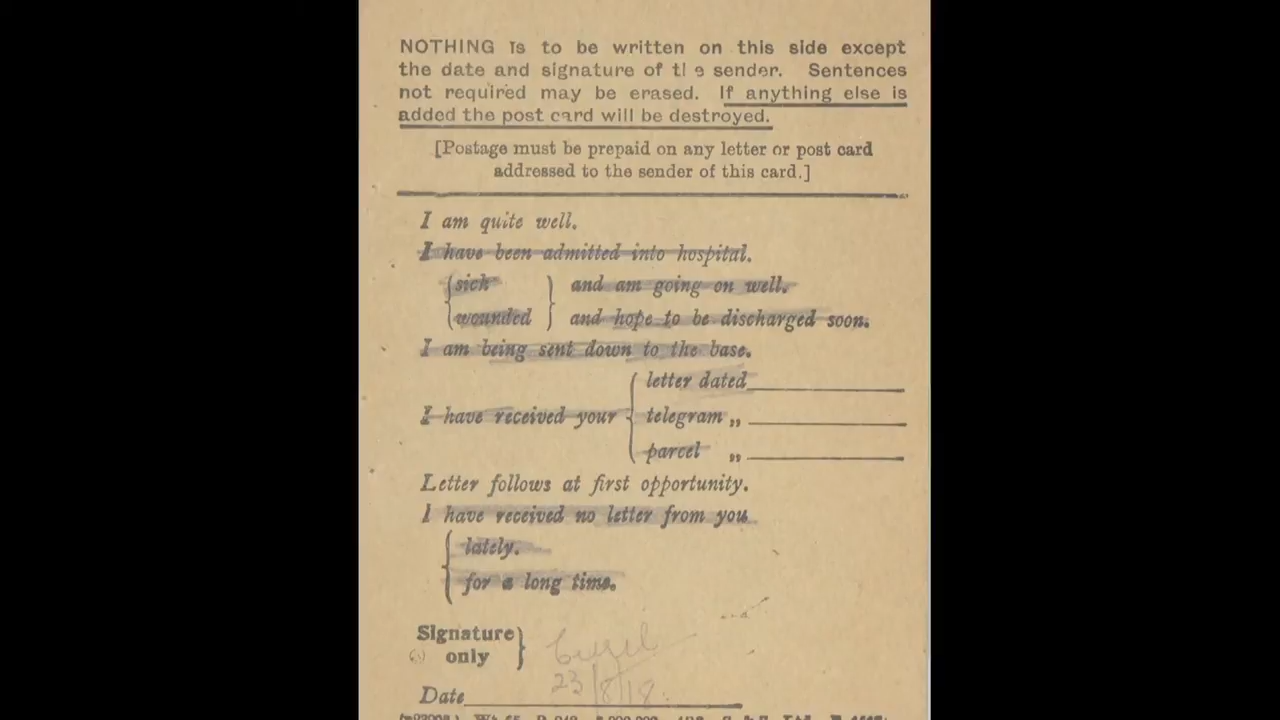 NOTHING is to be written on this side except
the date and signature of the sender. Sentences
not required may be erased. If anything else is
added the post card will be destroyed.
[Postage must be prepaid on any letter or post card
addressed to the sender of this card.]
I am quite well.
I have been admitted into hospital.
sick } and am going on well.
wounded } and hope to be discharged soon.
I am being sent down to the base.
letter dated
I have received your { telegram „
parcel „
Letter follows at first opportunity.
I have received no letter from you
lately.
for a long time.
Signature
only
23/8/18.
Date